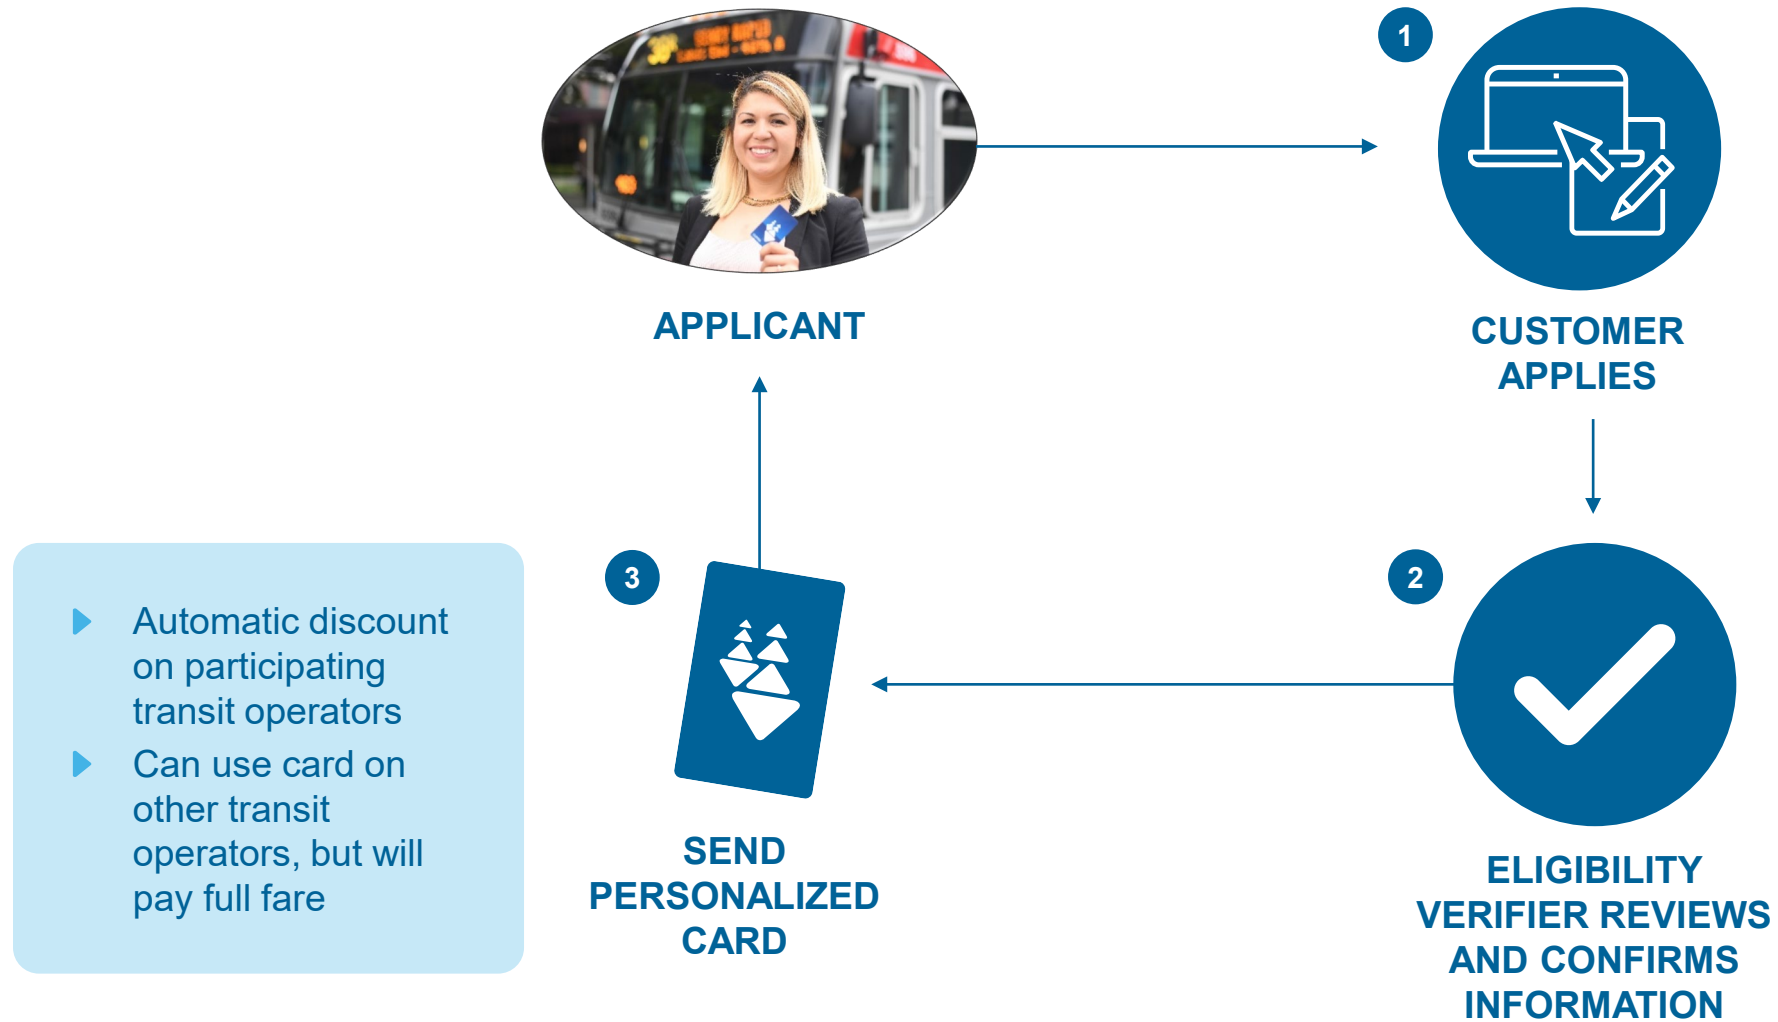 1
APPLICANT
CUSTOMER
APPLIES
2
ELIGIBILITY
VERIFIER REVIEWS
AND CONFIRMS
INFORMATION
3
SEND
PERSONALIZED
CARD
Automatic discount
on participating
transit operators
Can use card on
other transit
operators, but will
pay full fare